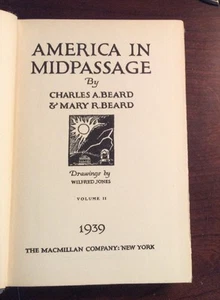 AMERICA IN
MIDPASSAGE
By
CHARLES A. BEARD
& MARY R. BEARD
Drawings by
WILFRED JONES
VOLUME II
1939
THE MACMILLAN COMPANY: NEW YORK